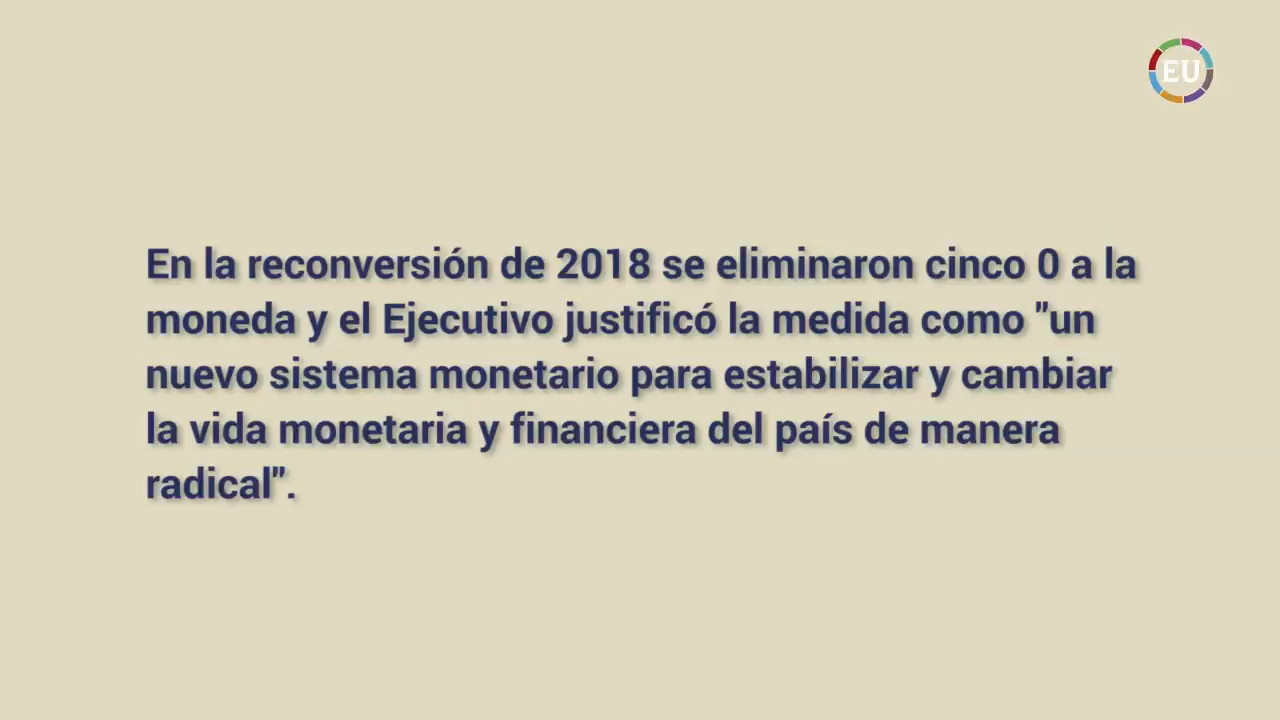 EU
En la reconversión de 2018 se eliminaron cinco 0 a la
moneda y el Ejecutivo justificó la medida como "un
nuevo sistema monetario para estabilizar y cambiar
la vida monetaria y financiera del país de manera
radical".